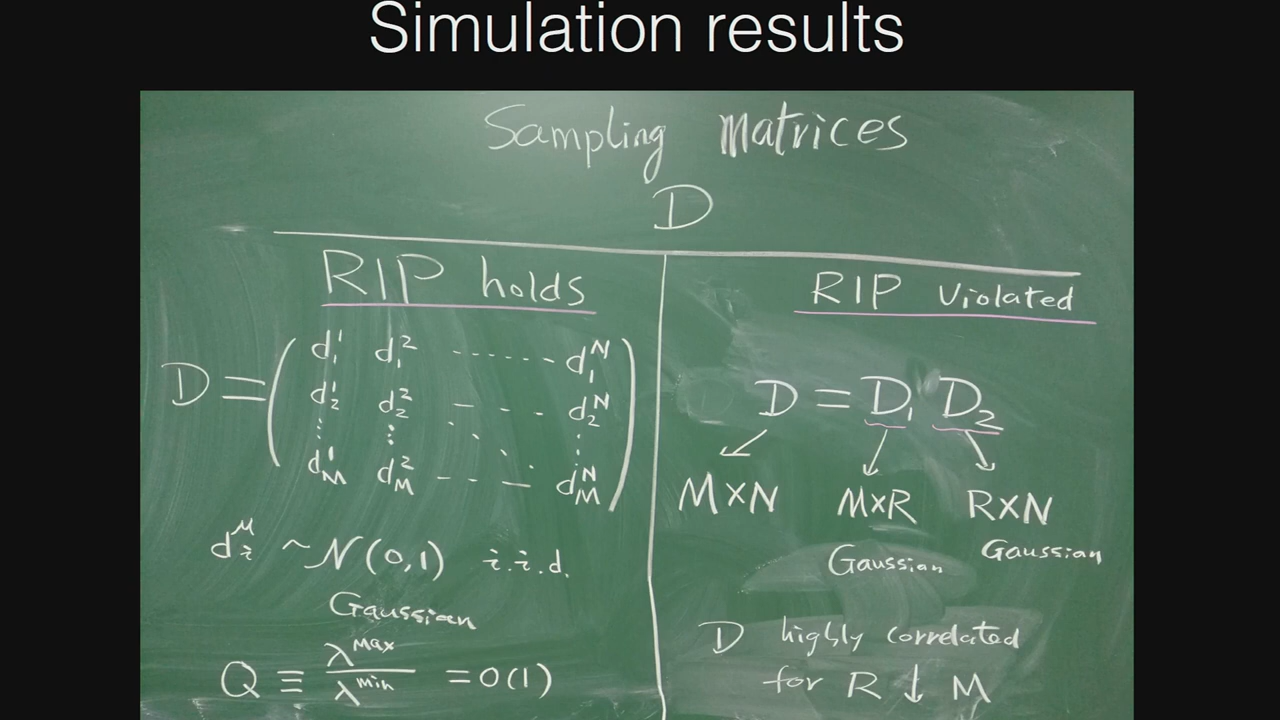 Simulation results
Sampling Matrices
D
RIP holds
D = ( d₁¹ d₁² ------- d₁ᴺ
d₂¹ d₂² - - - - d₂ᴺ
⋮ ⋮ ⋱ ⋮
d_M¹ d_M² - - - - d_Mᴺ )
d_i^μ ~ N(0,1) i.i.d.
Gaussian
Q ≡ λ^Max / λ^min = O(1)
RIP Violated
D = D₁ D₂
M×N M×R R×N
Gaussian Gaussian
D highly correlated
for R ↓ M